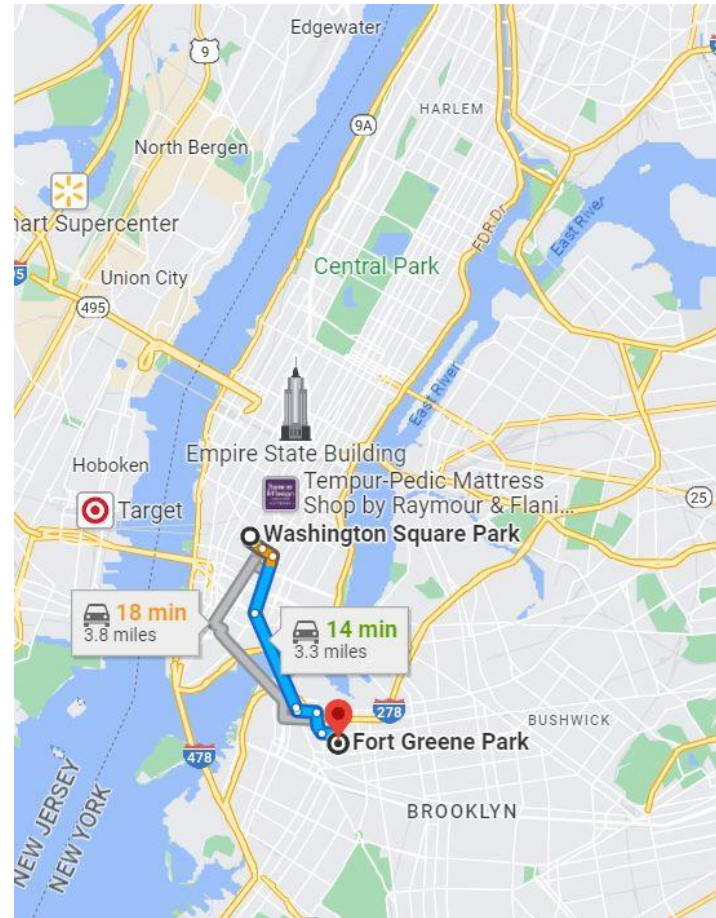 Edgewater
9
HARLEM
9A
North Bergen
FDR Dr
East River
nart Supercenter
Central Park
Union City
495
East River
Empire State Building
Hoboken
Tempur-Pedic Mattress
Shop by Raymour & Flani...
Target
25
Washington Square Park
18 min
3.8 miles
14 min
3.3 miles
278
BUSHWICK
Fort Greene Park
478
BROOKLYN
NEW JERSEY
NEW YORK